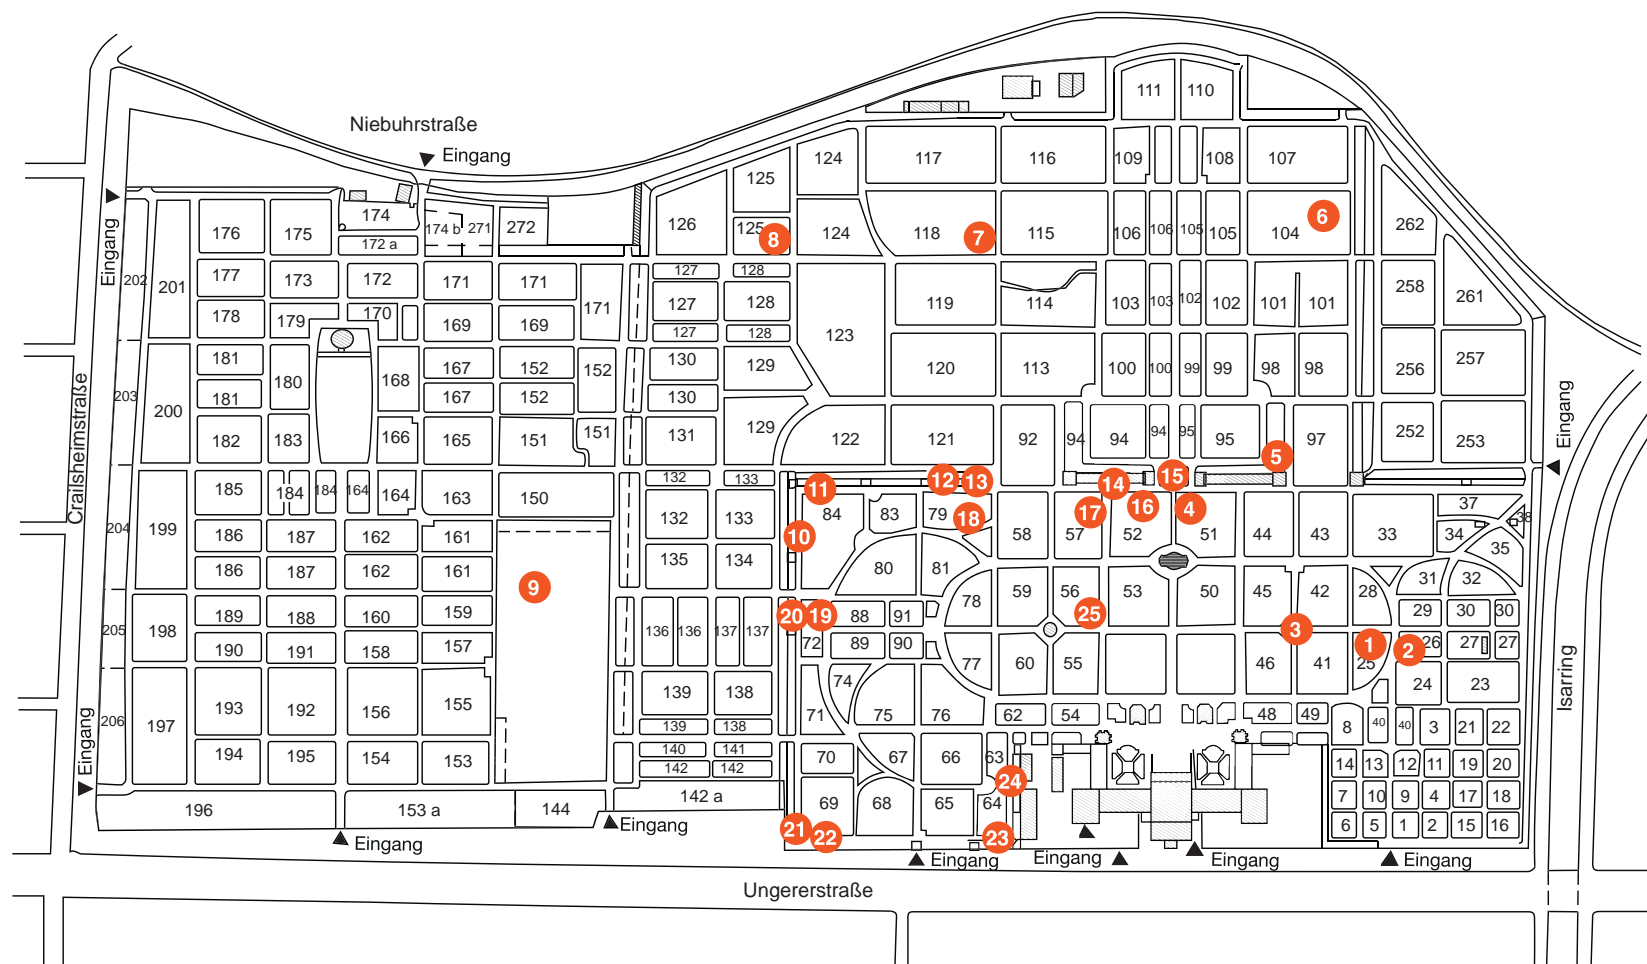 111 110
Niebuhrstraße
Eingang
124 117 116 109 108 107
125
174 126 125 8 124 118 7 115 106 106 105 105 104 6 262
176 175 174 b 271 272
172 a
Eingang
202 201 177 173 172 171 171 171 127 128
127 128 123 119 114 103 103 102 102 101 101 258 261
178 179 170 169 169 127 128
181 180 168 167 152 152 130 129 120 113 100 100 99 99 98 98 256 257
203 200 181 167 152 130
Crailsheimstraße
182 183 166 165 151 151 131 129 122 121 92 94 94 94 95 95 97 252 253
Eingang
5
185 184 184 164 164 163 150 132 133 11 12 13 14 15
204 199 132 133 84 83 79 18 17 16 4 37 38
186 187 162 161 10 58 57 52 51 44 43 33 34 35
186 187 162 161 9 135 134 80 81 31 32
189 188 160 159 20 19 88 91 78 59 56 25 53 50 45 42 28 29 30 30
205 198 136 136 137 137 3
190 191 158 157 72 89 90 77 60 55 46 41 1 25 2 26 27 27
206 197 193 192 156 155 139 138 74 24 23
71 75 76 62 54 48 49 8 40 40 3 21 22
139 138
194 195 154 153 140 141 70 67 66 63 14 13 12 11 19 20
142 142 24
Eingang
196 153 a 144 142 a 69 68 65 64 7 10 9 4 17 18
21 22 23 6 5 1 2 15 16
Eingang
Eingang
Eingang
Eingang
Eingang
Eingang
Isarring
Ungererstraße